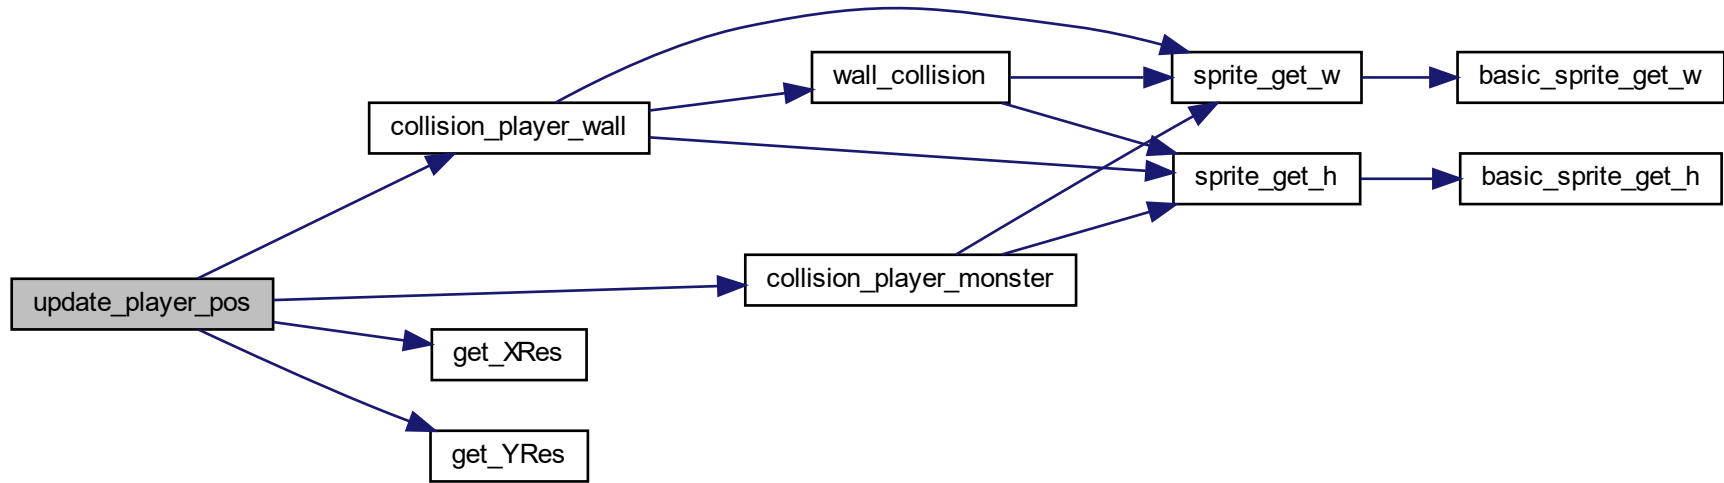 wall_collision
sprite_get_w
basic_sprite_get_w
collision_player_wall
sprite_get_h
basic_sprite_get_h
collision_player_monster
update_player_pos
get_XRes
get_YRes